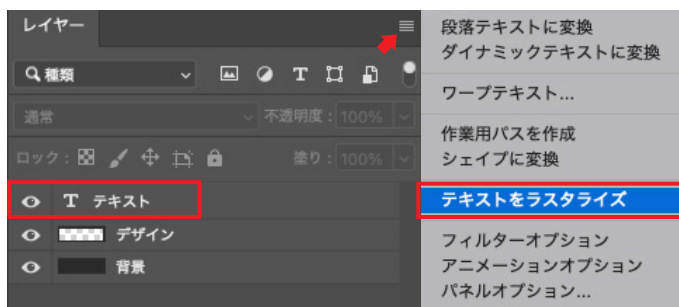 レイヤー
種類
通常 不透明度：100%
ロック： 塗り：100%
T テキスト
デザイン
背景
段落テキストに変換
ダイナミックテキストに変換
ワープテキスト...
作業用パスを作成
シェイプに変換
テキストをラスタライズ
フィルターオプション
アニメーションオプション
パネルオプション...